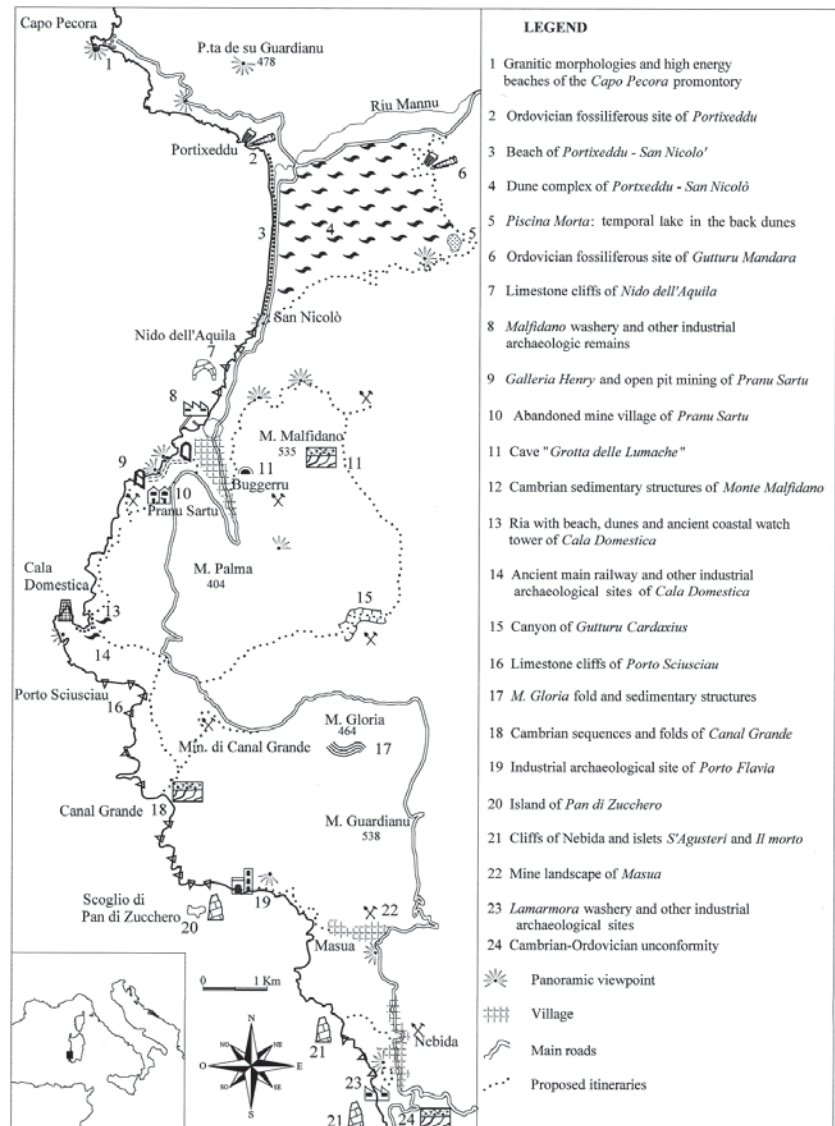 Capo Pecora
1
P.ta de su Guardianu
478
Riu Mannu
Portixeddu
2
6
3
4
5
San Nicolò
Nido dell'Aquila
7
8
M. Malfidano
535
11
9
11
Buggerru
10
Pranu Sartu
M. Palma
404
Cala
Domestica
15
13
14
Porto Sciusciau
16
M. Gloria
464
17
Min. di Canal Grande
Canal Grande
18
M. Guardianu
538
Scoglio di
Pan di Zucchero
19
20
22
Masua
0 1 Km
N
NO NE
O E
SO SE
S
21
Nebida
23
21
24
LEGEND
1 Granitic morphologies and high energy
beaches of the Capo Pecora promontory
2 Ordovician fossiliferous site of Portixeddu
3 Beach of Portixeddu - San Nicolo'
4 Dune complex of Portxeddu - San Nicolò
5 Piscina Morta: temporal lake in the back dunes
6 Ordovician fossiliferous site of Gutturu Mandara
7 Limestone cliffs of Nido dell'Aquila
8 Malfidano washery and other industrial
archaeologic remains
9 Galleria Henry and open pit mining of Pranu Sartu
10 Abandoned mine village of Pranu Sartu
11 Cave "Grotta delle Lumache"
12 Cambrian sedimentary structures of Monte Malfidano
13 Ria with beach, dunes and ancient coastal watch
tower of Cala Domestica
14 Ancient main railway and other industrial
archaeological sites of Cala Domestica
15 Canyon of Gutturu Cardaxius
16 Limestone cliffs of Porto Sciusciau
17 M. Gloria fold and sedimentary structures
18 Cambrian sequences and folds of Canal Grande
19 Industrial archaeological site of Porto Flavia
20 Island of Pan di Zucchero
21 Cliffs of Nebida and islets S'Agusteri and Il morto
22 Mine landscape of Masua
23 Lamarmora washery and other industrial
archaeological sites
24 Cambrian-Ordovician unconformity
Panoramic viewpoint
Village
Main roads
Proposed itineraries